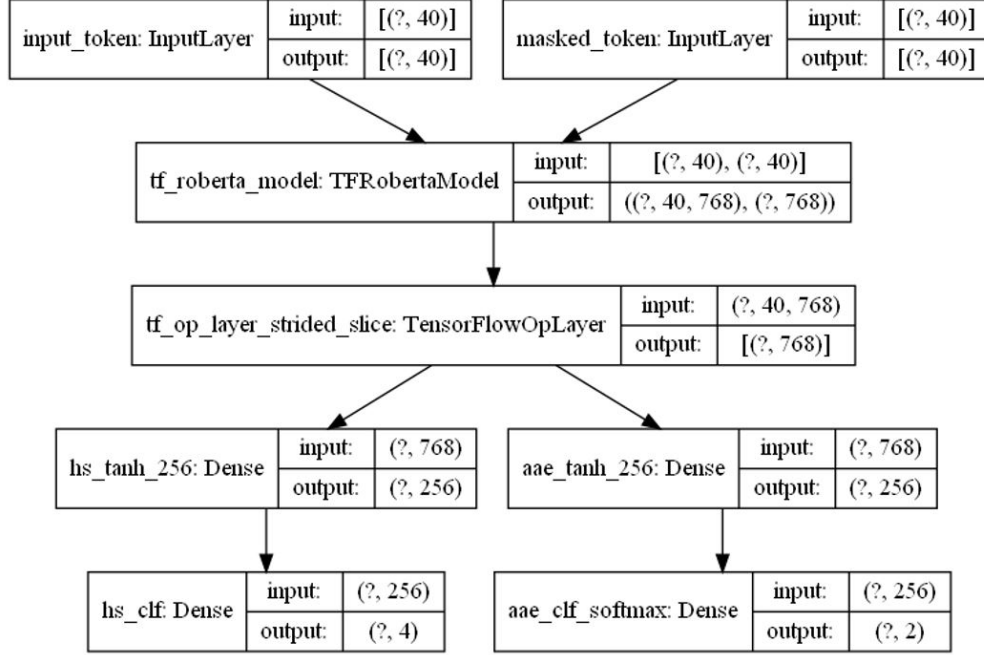 input_token: InputLayer
input:
[(?, 40)]
output:
[(?, 40)]
masked_token: InputLayer
input:
[(?, 40)]
output:
[(?, 40)]
tf_roberta_model: TFRobertaModel
input:
[(?, 40), (?, 40)]
output:
((?, 40, 768), (?, 768))
tf_op_layer_strided_slice: TensorFlowOpLayer
input:
(?, 40, 768)
output:
[(?, 768)]
hs_tanh_256: Dense
input:
(?, 768)
output:
(?, 256)
aae_tanh_256: Dense
input:
(?, 768)
output:
(?, 256)
hs_clf: Dense
input:
(?, 256)
output:
(?, 4)
aae_clf_softmax: Dense
input:
(?, 256)
output:
(?, 2)